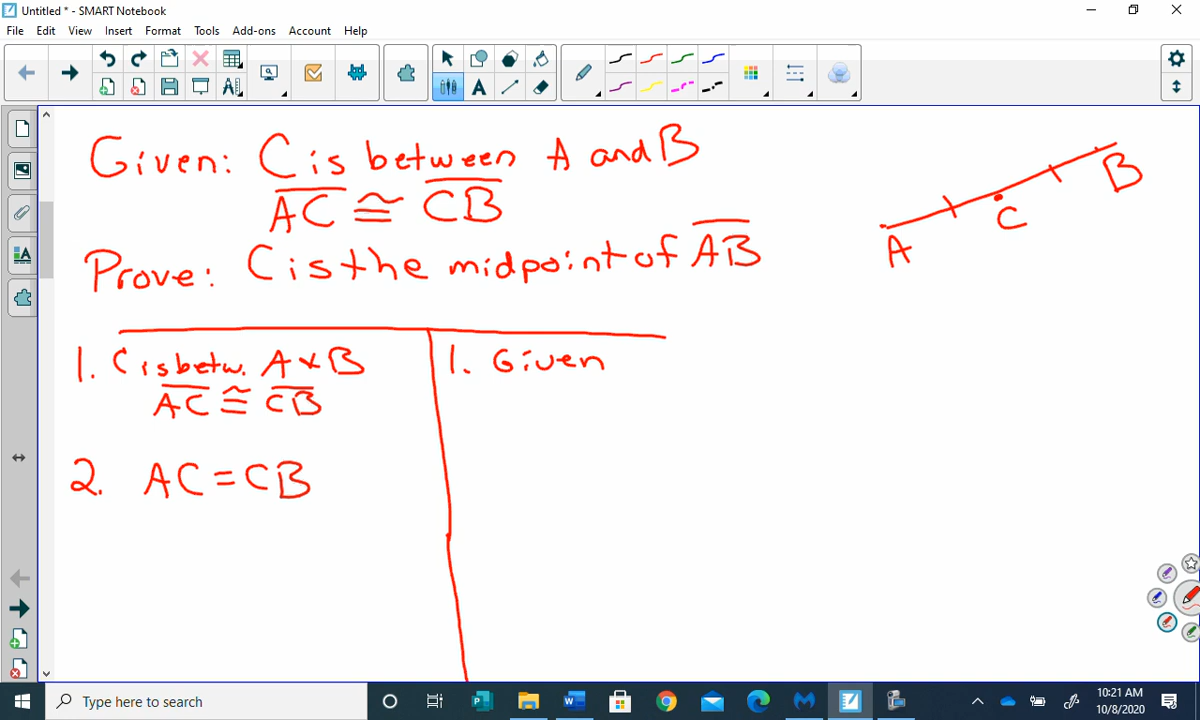 Untitled * - SMART Notebook
File Edit View Insert Format Tools Add-ons Account Help
Given: C is between A and B
AC ≅ CB
Prove: C is the midpoint of AB
A C B
1. C is betw. A + B 1. Given
AC ≅ CB
2. AC = CB
Type here to search
10:21 AM
10/8/2020